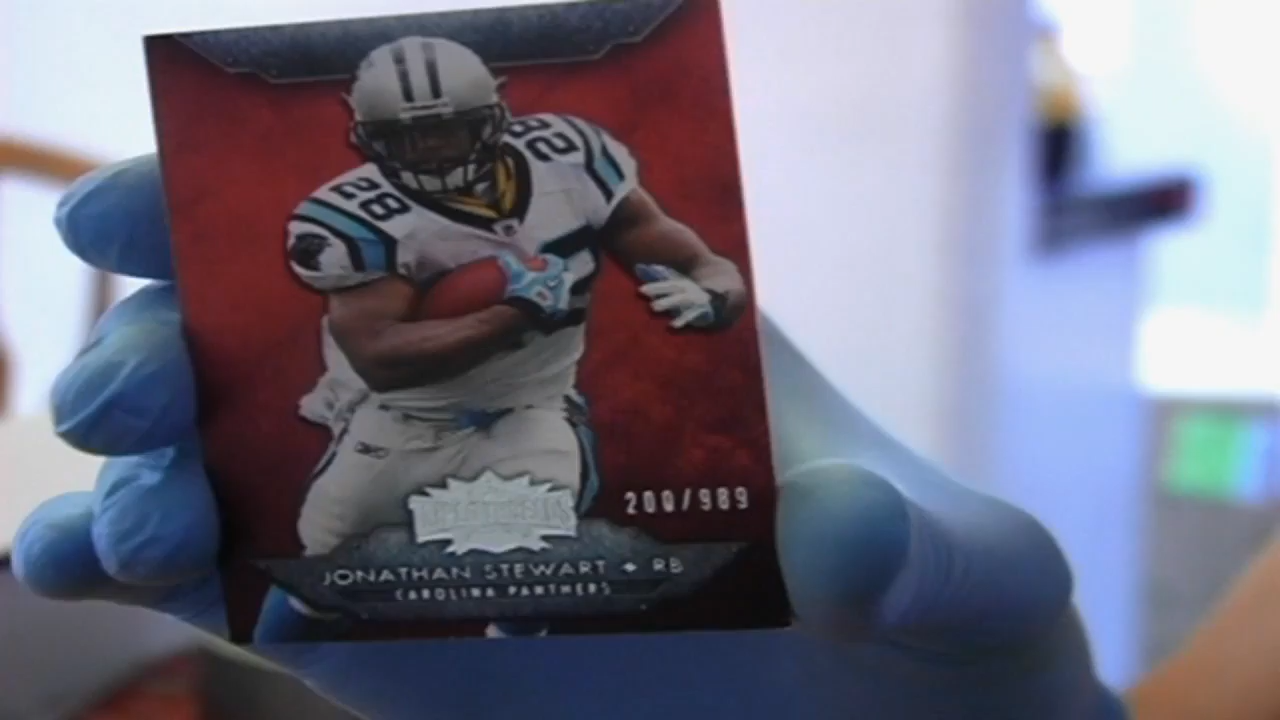 28
28
200/989
JONATHAN STEWART ✦ RB
CAROLINA PANTHERS